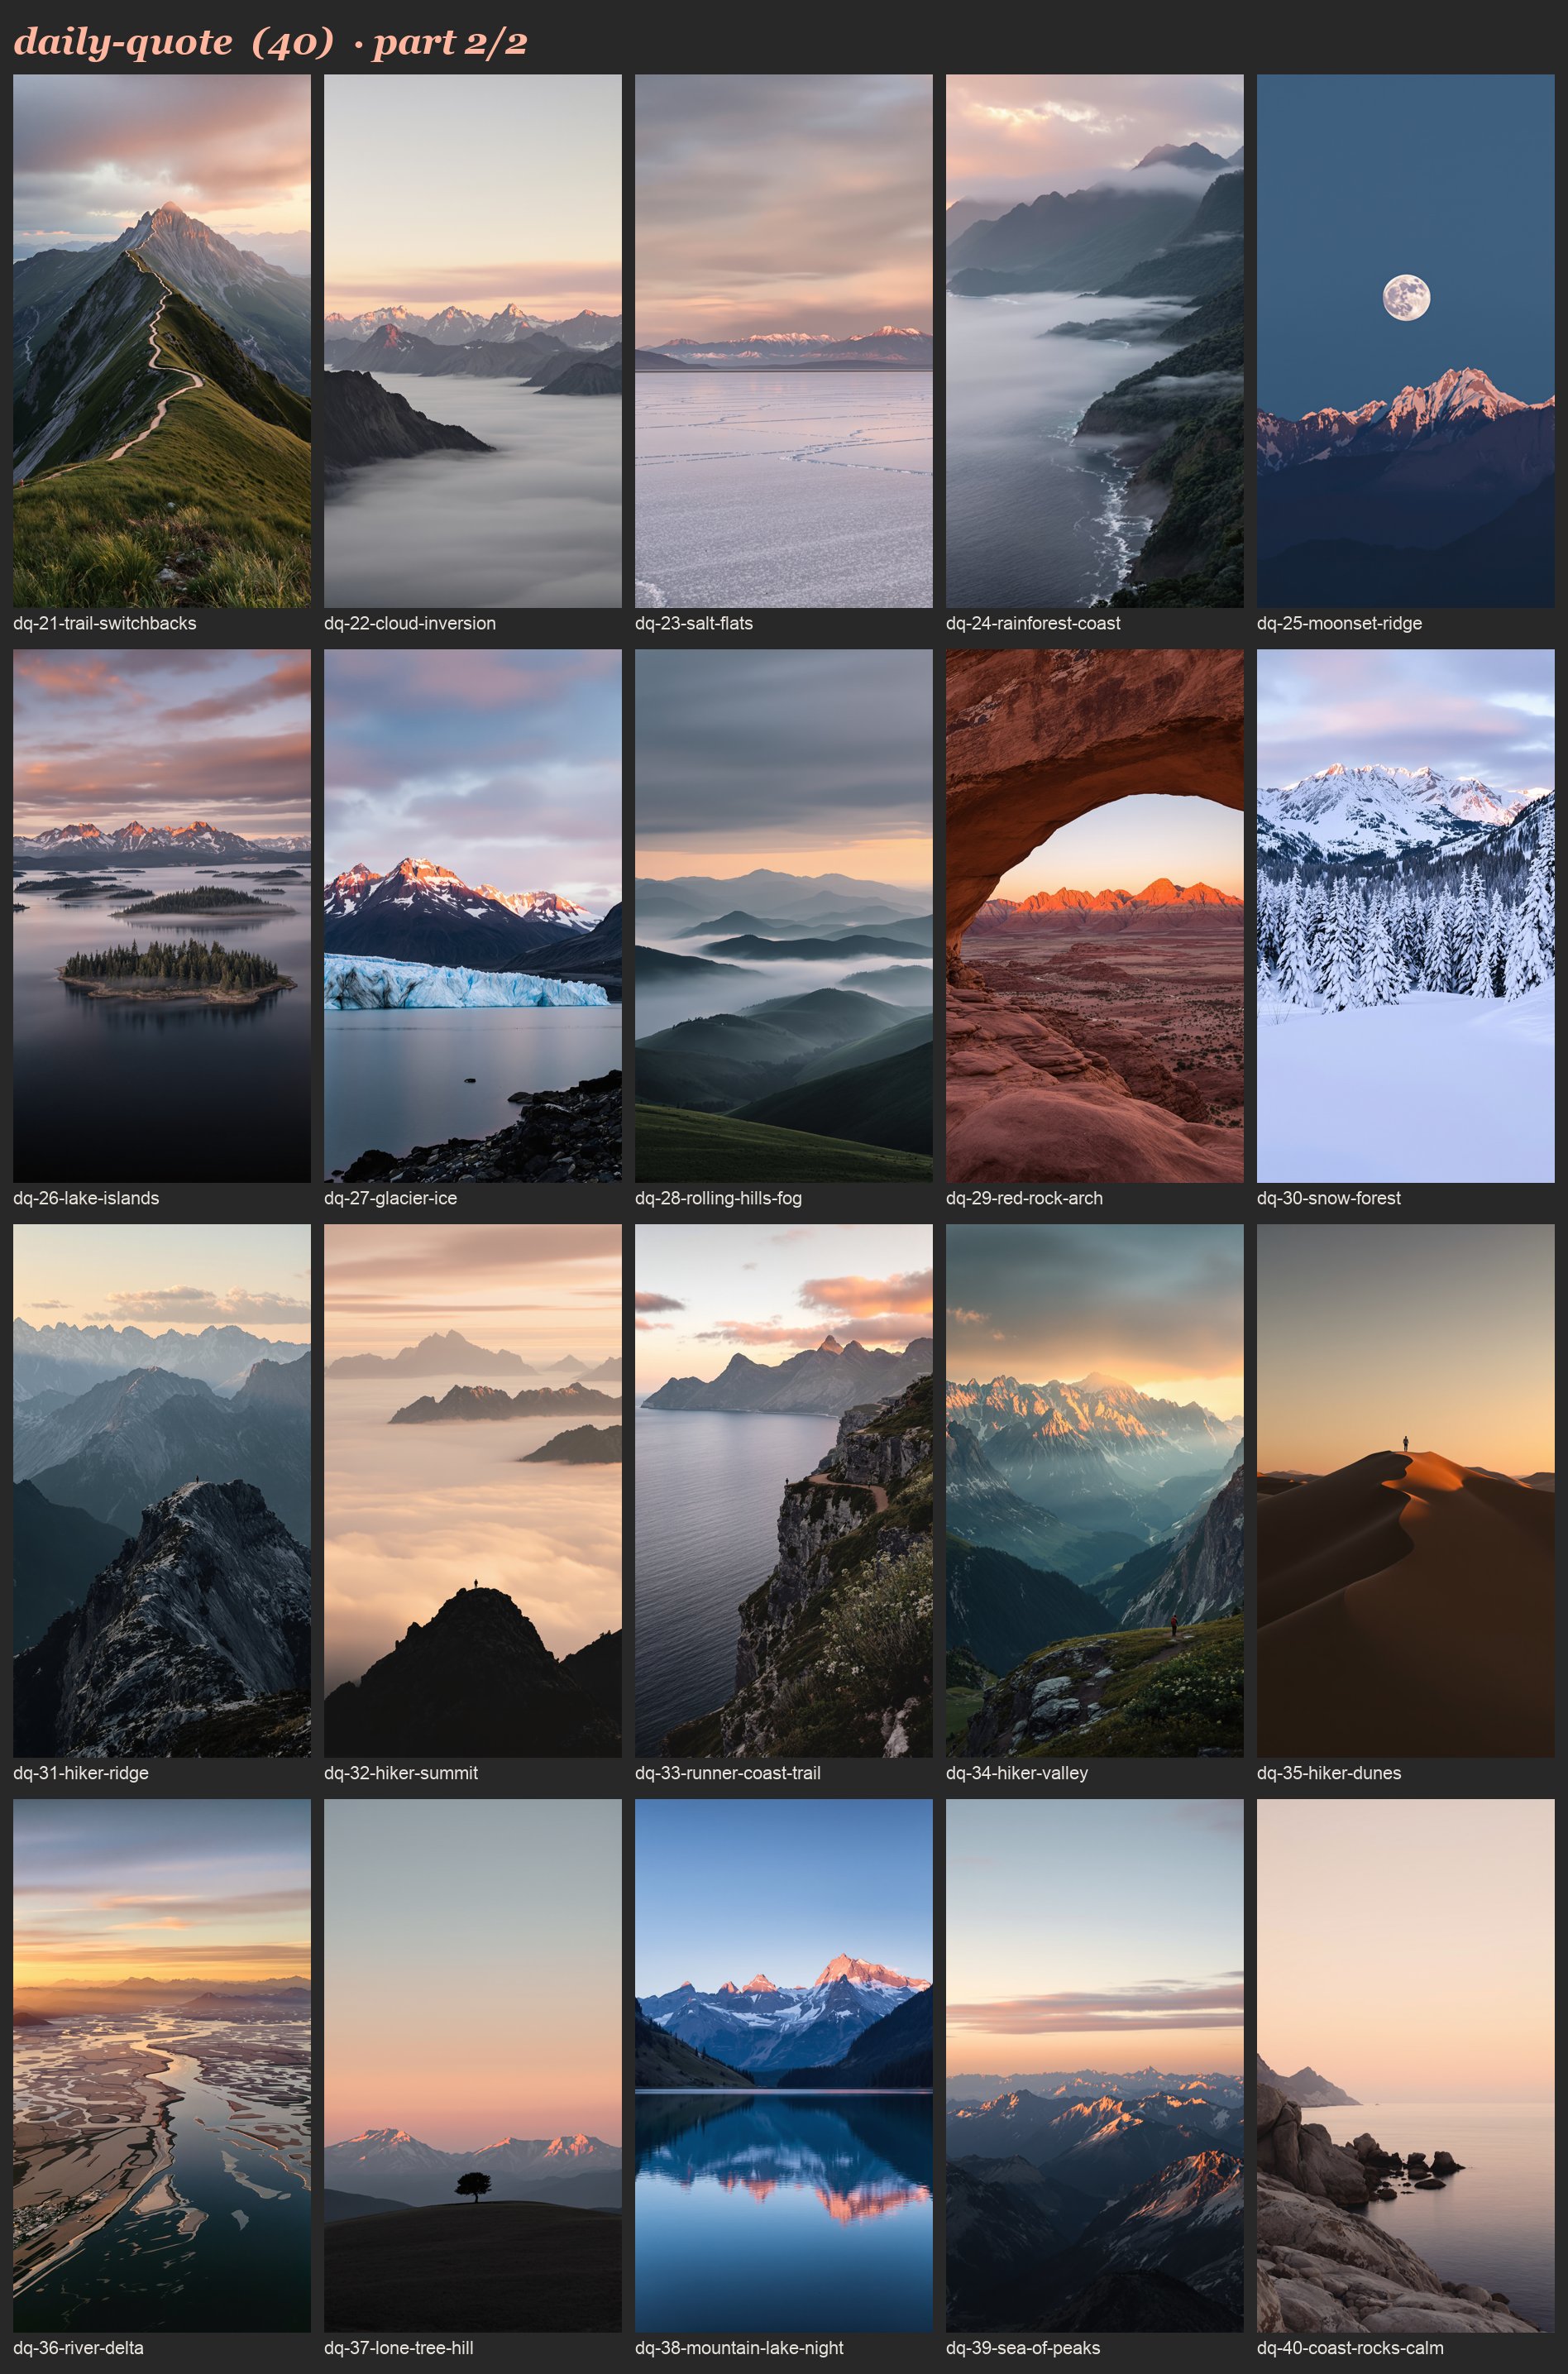 daily-quote (40) · part 2/2
dq-21-trail-switchbacks
dq-22-cloud-inversion
dq-23-salt-flats
dq-24-rainforest-coast
dq-25-moonset-ridge
dq-26-lake-islands
dq-27-glacier-ice
dq-28-rolling-hills-fog
dq-29-red-rock-arch
dq-30-snow-forest
dq-31-hiker-ridge
dq-32-hiker-summit
dq-33-runner-coast-trail
dq-34-hiker-valley
dq-35-hiker-dunes
dq-36-river-delta
dq-37-lone-tree-hill
dq-38-mountain-lake-night
dq-39-sea-of-peaks
dq-40-coast-rocks-calm